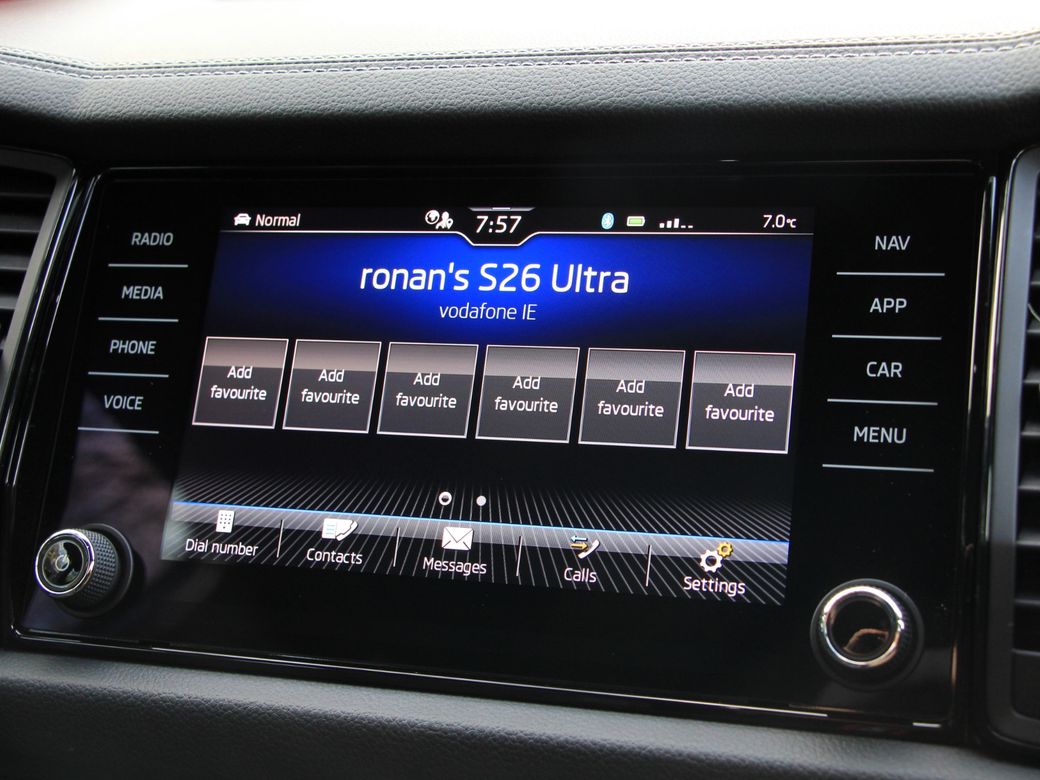 Normal
7:57
7.0°C
ronan's S26 Ultra
vodafone IE
Add
favourite
Add
favourite
Add
favourite
Add
favourite
Add
favourite
Add
favourite
Dial number
Contacts
Messages
Calls
Settings
RADIO
MEDIA
PHONE
VOICE
NAV
APP
CAR
MENU